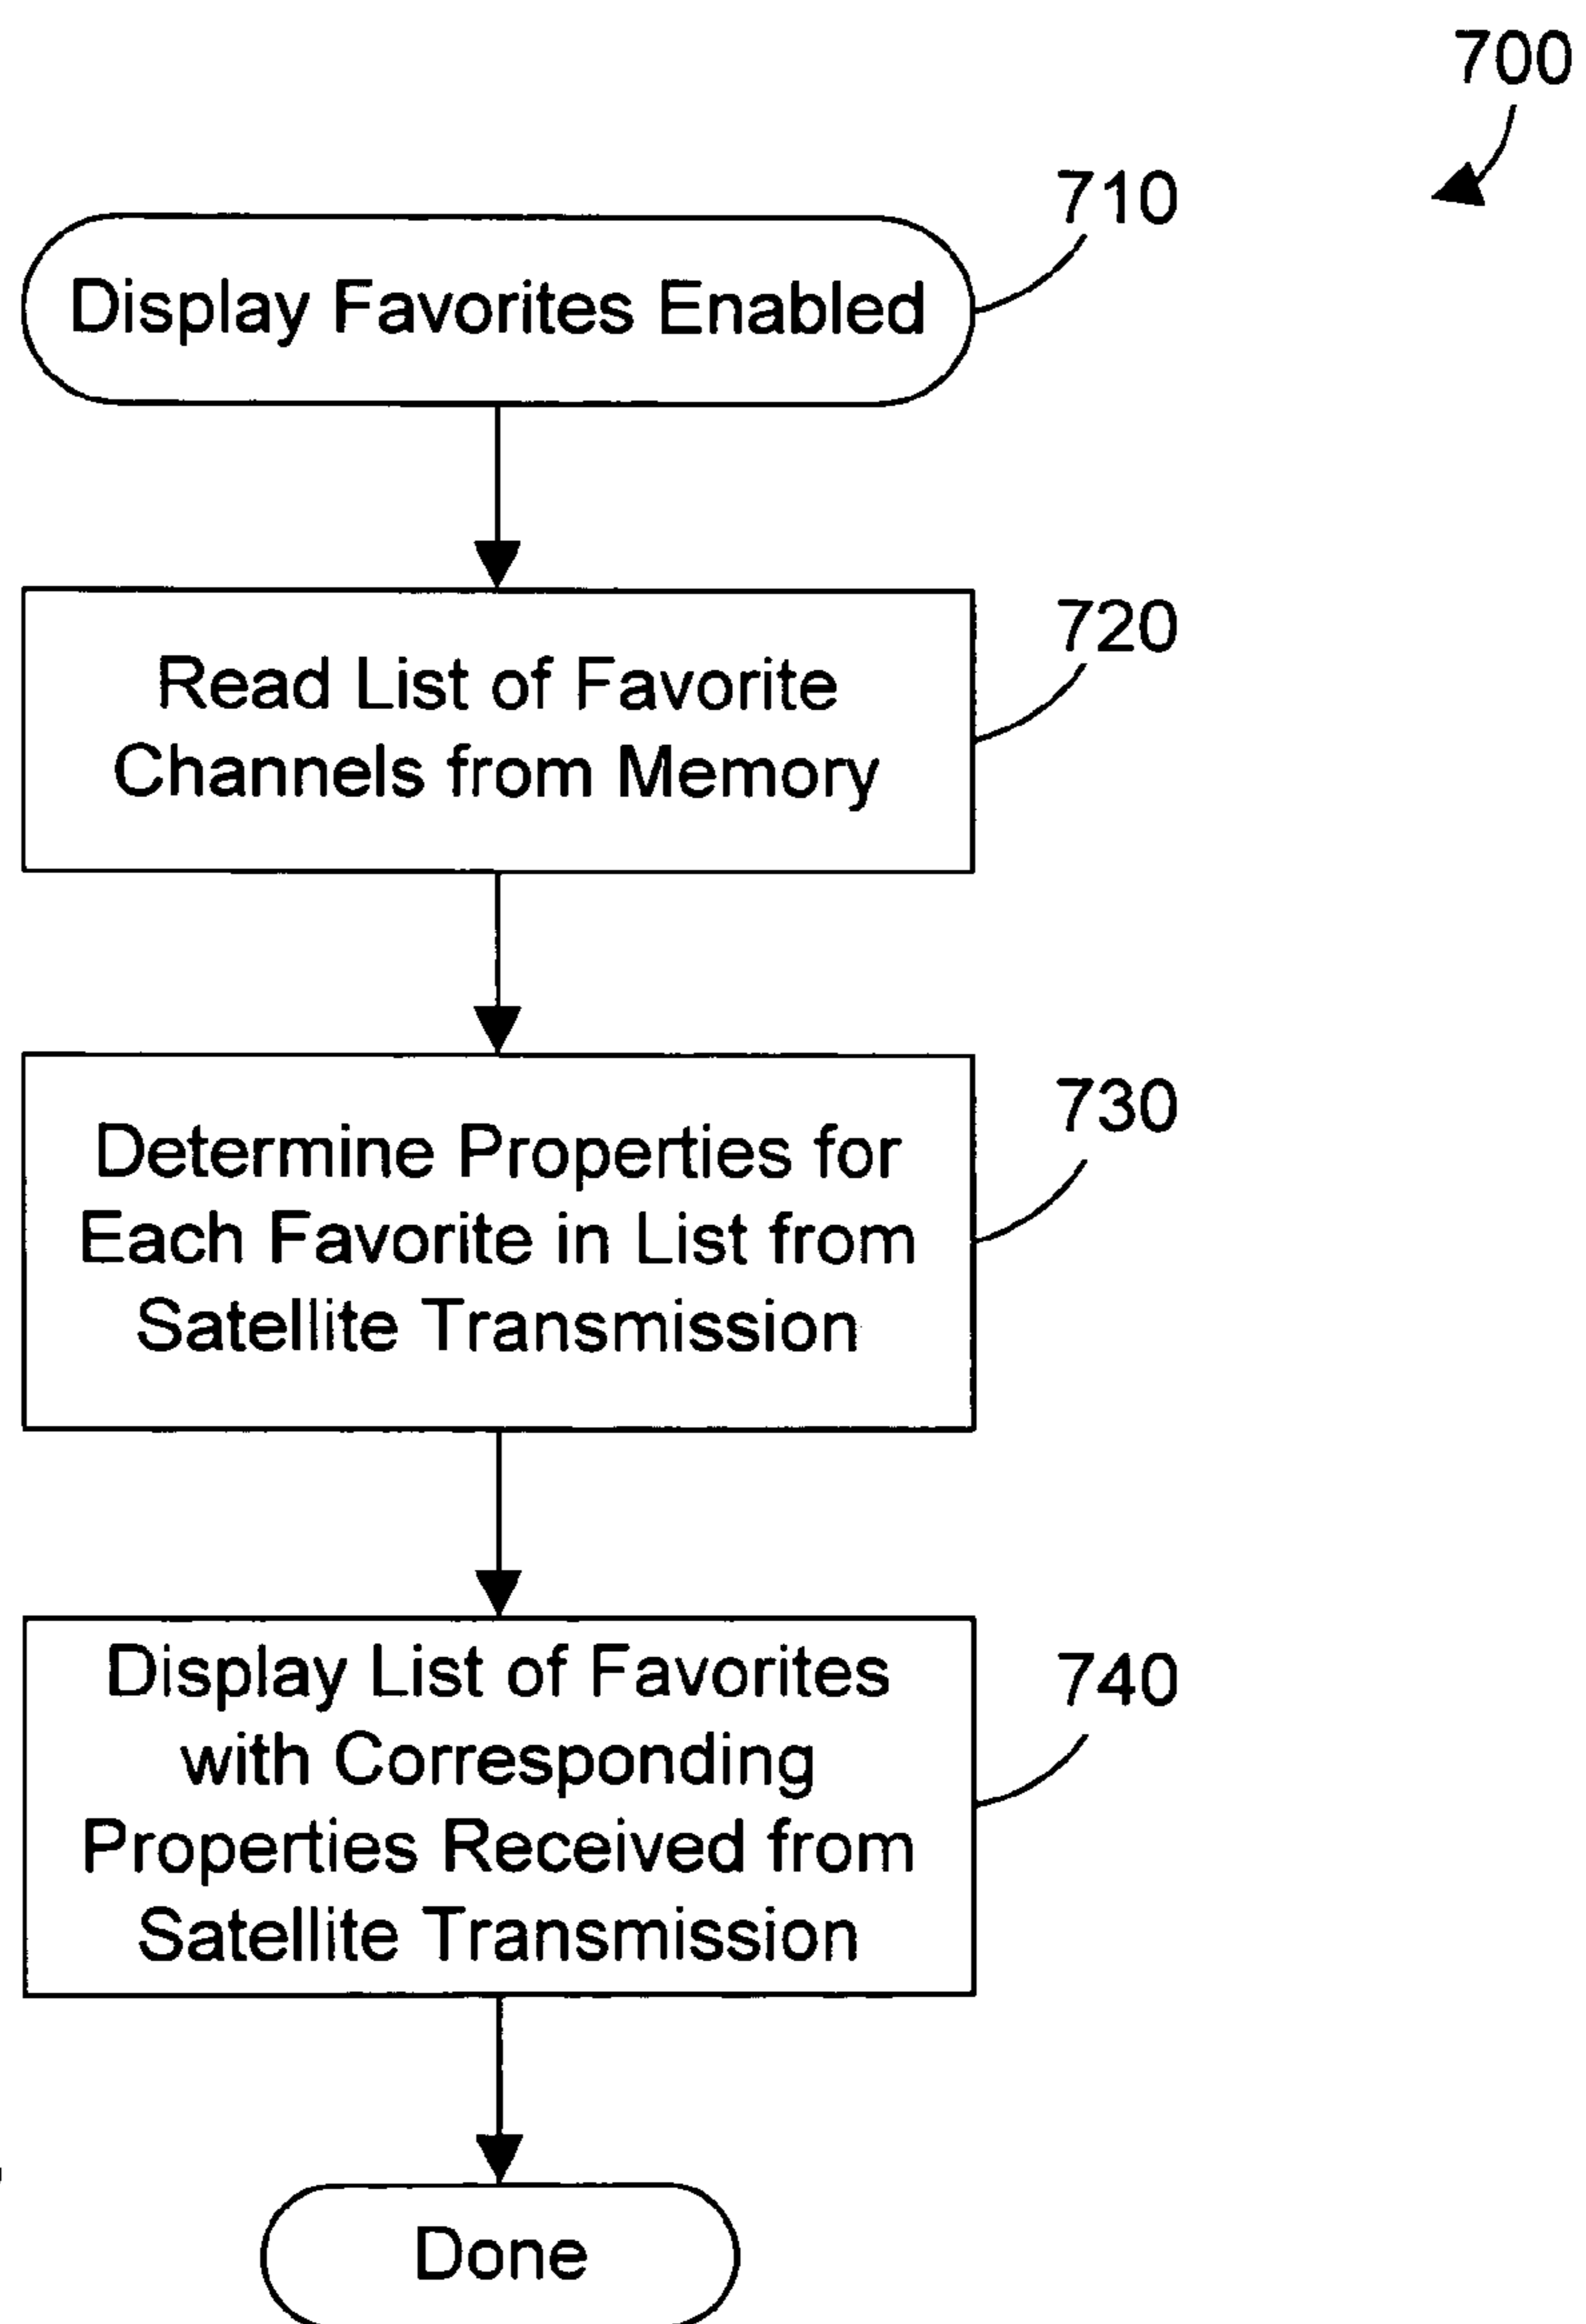 700
710
Display Favorites Enabled
720
Read List of Favorite
Channels from Memory
730
Determine Properties for
Each Favorite in List from
Satellite Transmission
740
Display List of Favorites
with Corresponding
Properties Received from
Satellite Transmission
Done